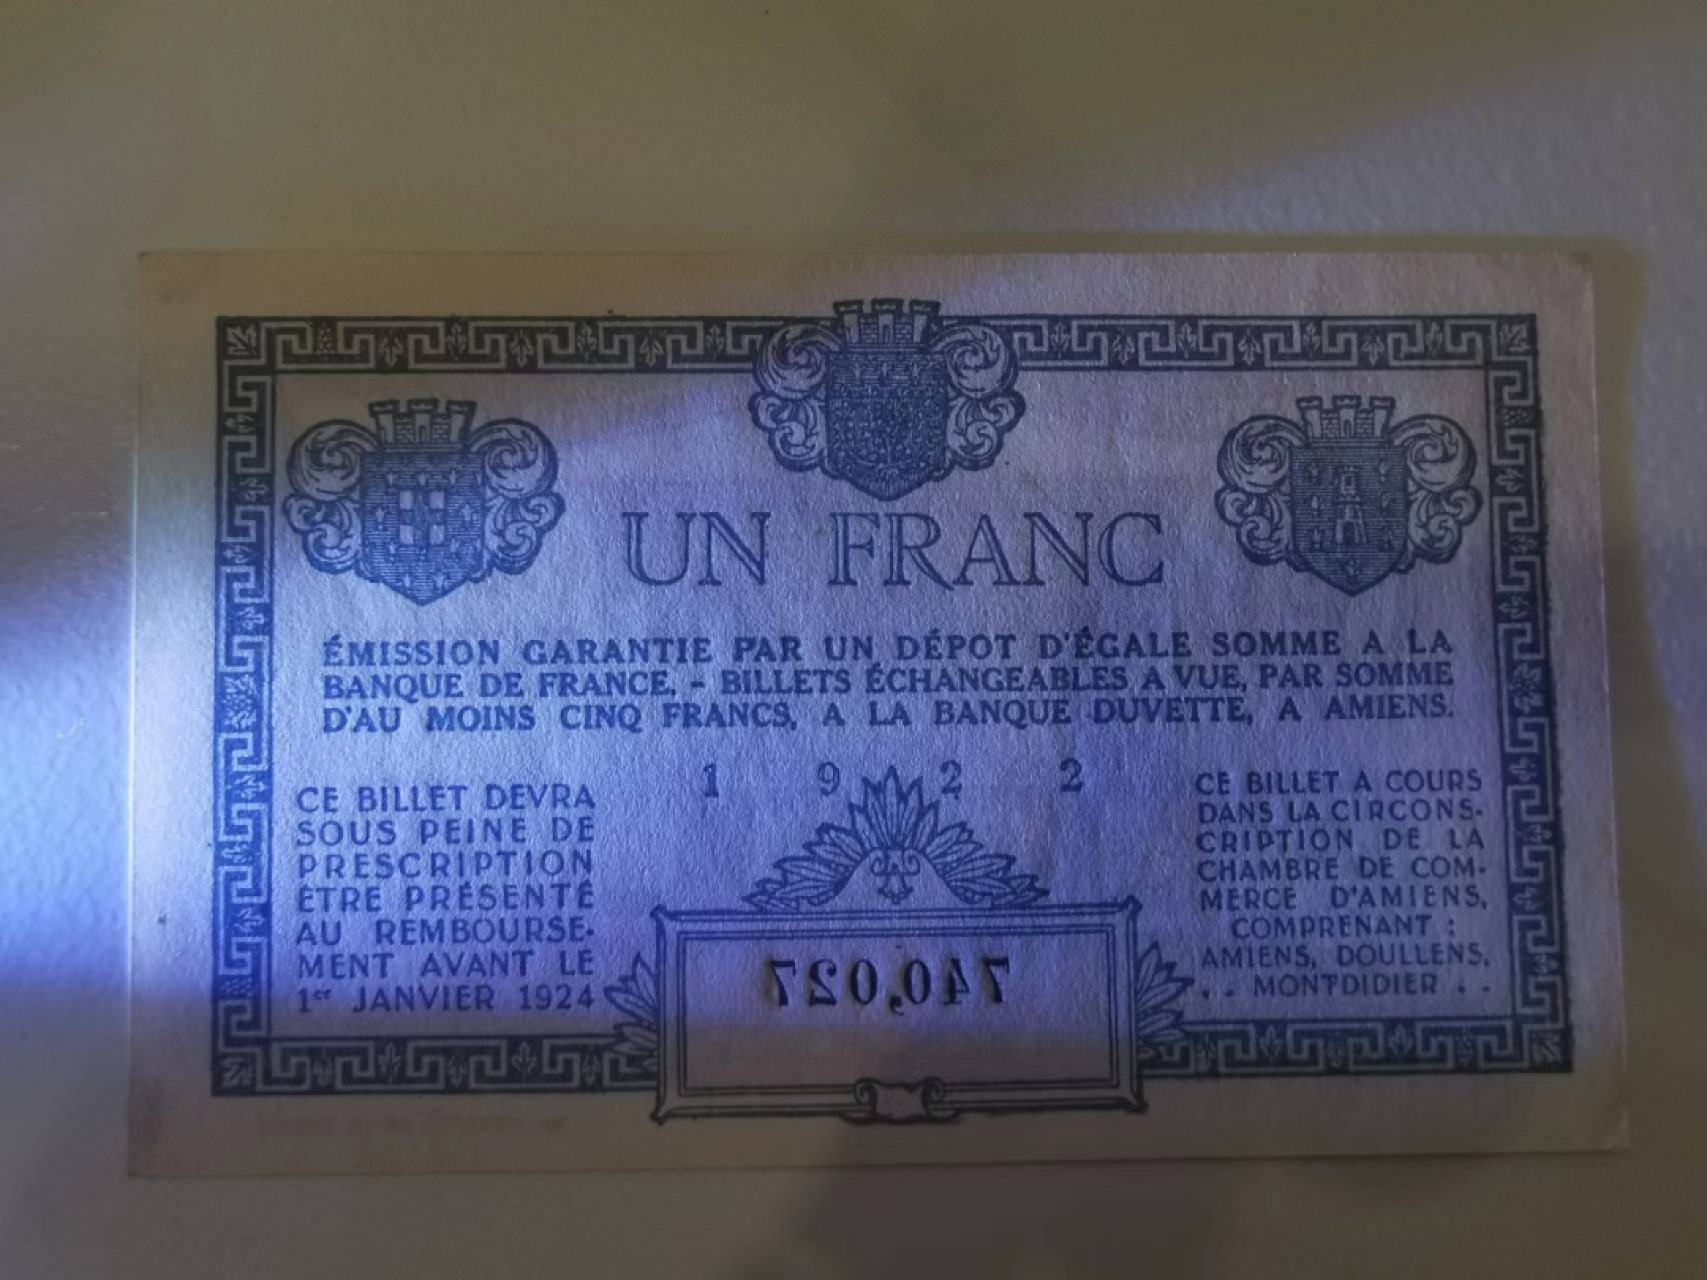 UN FRANC
ÉMISSION GARANTIE PAR UN DÉPOT D'ÉGALE SOMME A LA
BANQUE DE FRANCE. - BILLETS ÉCHANGEABLES A VUE, PAR SOMME
D'AU MOINS CINQ FRANCS, A LA BANQUE DUVETTE, A AMIENS.
1 9 2 2
CE BILLET DEVRA
SOUS PEINE DE
PRESCRIPTION
ÊTRE PRÉSENTÉ
AU REMBOURSE-
MENT AVANT LE
1er JANVIER 1924
CE BILLET A COURS
DANS LA CIRCONS-
CRIPTION DE LA
CHAMBRE DE COM-
MERCE D'AMIENS,
COMPRENANT :
AMIENS, DOULLENS,
. . MONTDIDIER . .
740,027